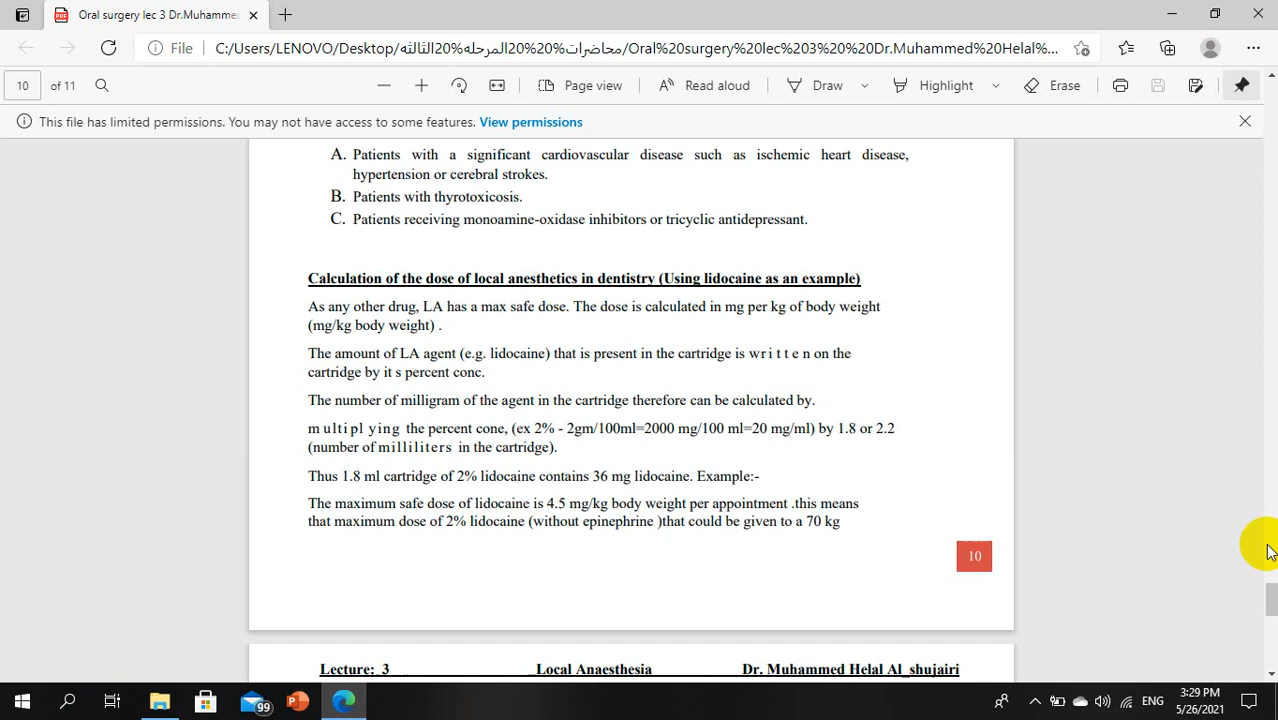 Oral surgery lec 3 Dr.Muhammed
File
C:/Users/LENOVO/Desktop/محاضرات%20%20المرحله%20الثالثه/Oral%20surgery%20lec%203%20%20Dr.Muhammed%20Helal%...
10 of 11
Page view
Read aloud
Draw
Highlight
Erase
This file has limited permissions. You may not have access to some features. View permissions
A. Patients with a significant cardiovascular disease such as ischemic heart disease,
hypertension or cerebral strokes.
B. Patients with thyrotoxicosis.
C. Patients receiving monoamine-oxidase inhibitors or tricyclic antidepressant.
Calculation of the dose of local anesthetics in dentistry (Using lidocaine as an example)
As any other drug, LA has a max safe dose. The dose is calculated in mg per kg of body weight
(mg/kg body weight) .
The amount of LA agent (e.g. lidocaine) that is present in the cartridge is w r i t t e n on the
cartridge by it s percent conc.
The number of milligram of the agent in the cartridge therefore can be calculated by.
m ultipl ying the percent cone, (ex 2% - 2gm/100ml=2000 mg/100 ml=20 mg/ml) by 1.8 or 2.2
(number of milliliters in the cartridge).
Thus 1.8 ml cartridge of 2% lidocaine contains 36 mg lidocaine. Example:-
The maximum safe dose of lidocaine is 4.5 mg/kg body weight per appointment .this means
that maximum dose of 2% lidocaine (without epinephrine )that could be given to a 70 kg
10
Lecture: 3 Local Anaesthesia Dr. Muhammed Helal Al_shujairi
99
ENG
3:29 PM
5/26/2021